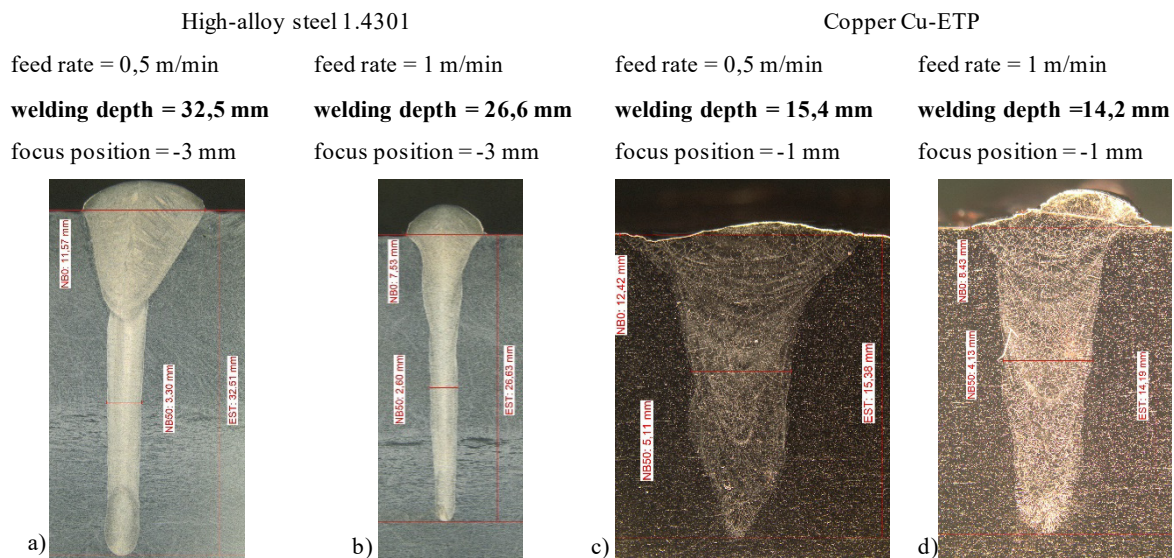 High-alloy steel 1.4301
Copper Cu-ETP
feed rate = 0,5 m/min
feed rate = 1 m/min
feed rate = 0,5 m/min
feed rate = 1 m/min
welding depth = 32,5 mm
welding depth = 26,6 mm
welding depth = 15,4 mm
welding depth =14,2 mm
focus position = -3 mm
focus position = -3 mm
focus position = -1 mm
focus position = -1 mm
NB0: 11,57 mm
NB50: 3,30 mm
EST: 32,51 mm
a)
NB0: 7,53 mm
NB50: 2,60 mm
EST: 26,63 mm
b)
NB0: 12,42 mm
NB50: 5,11 mm
EST: 15,38 mm
c)
NB0: 8,43 mm
NB50: 4,13 mm
EST: 14,19 mm
d)